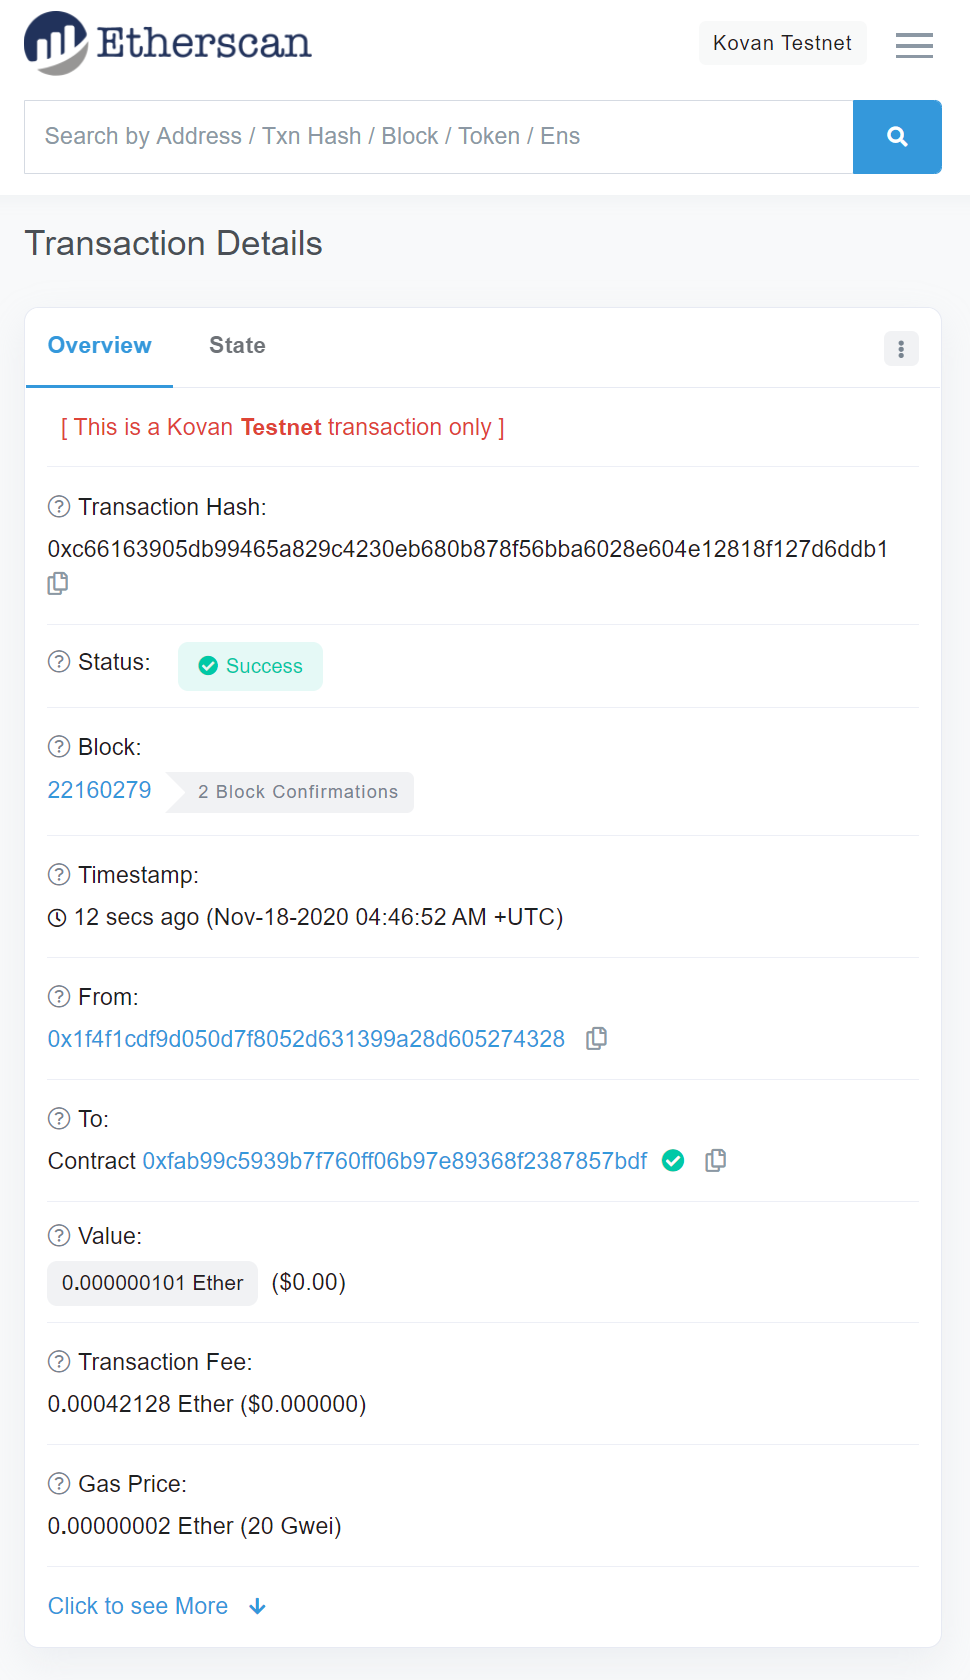 Etherscan
Kovan Testnet
Search by Address / Txn Hash / Block / Token / Ens
Transaction Details
Overview State
[ This is a Kovan Testnet transaction only ]
Transaction Hash:
0xc66163905db99465a829c4230eb680b878f56bba6028e604e12818f127d6ddb1
Status: Success
Block:
22160279 2 Block Confirmations
Timestamp:
12 secs ago (Nov-18-2020 04:46:52 AM +UTC)
From:
0x1f4f1cdf9d050d7f8052d631399a28d605274328
To:
Contract 0xfab99c5939b7f760ff06b97e89368f2387857bdf
Value:
0.000000101 Ether ($0.00)
Transaction Fee:
0.00042128 Ether ($0.000000)
Gas Price:
0.00000002 Ether (20 Gwei)
Click to see More